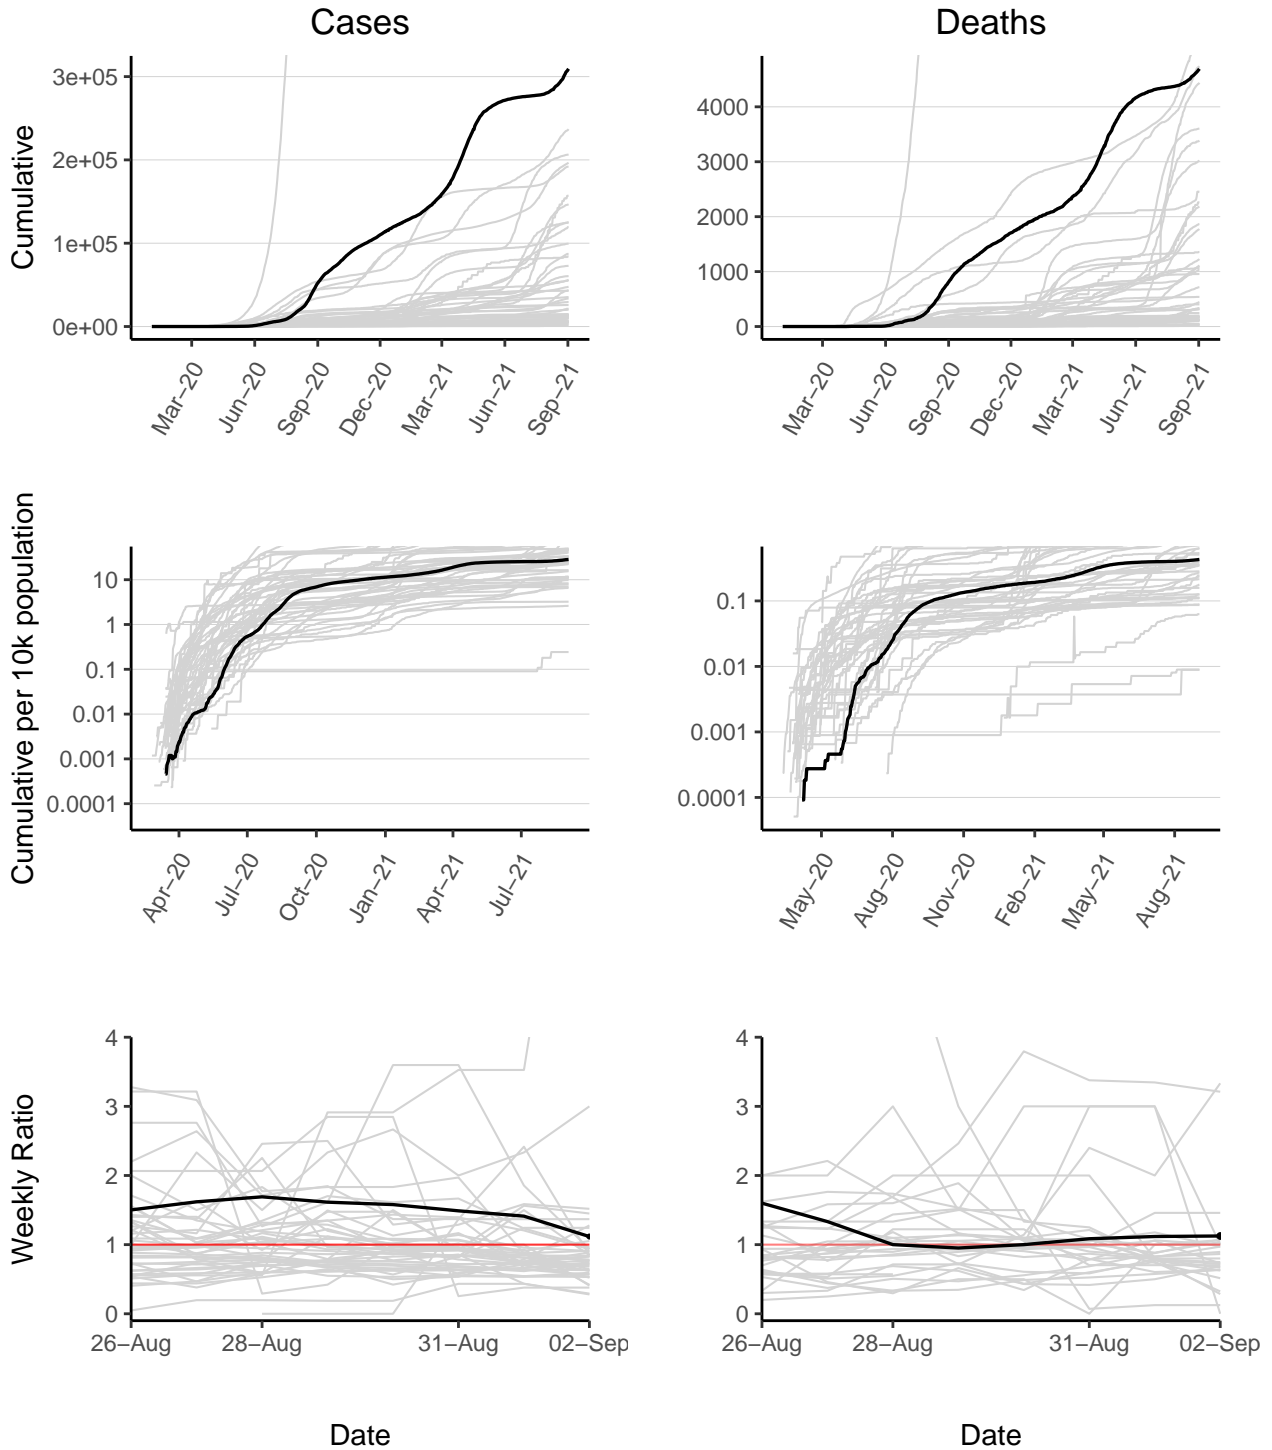 Cases
Deaths
Cumulative
3e+05
2e+05
1e+05
0e+00
Mar−20
Jun−20
Sep−20
Dec−20
Mar−21
Jun−21
Sep−21
4000
3000
2000
1000
0
Mar−20
Jun−20
Sep−20
Dec−20
Mar−21
Jun−21
Sep−21
Cumulative per 10k population
10
1
0.1
0.01
0.001
0.0001
Apr−20
Jul−20
Oct−20
Jan−21
Apr−21
Jul−21
0.1
0.01
0.001
0.0001
May−20
Aug−20
Nov−20
Feb−21
May−21
Aug−21
Weekly Ratio
4
3
2
1
0
26−Aug
28−Aug
31−Aug
02−Sep
4
3
2
1
0
26−Aug
28−Aug
31−Aug
02−Sep
Date
Date